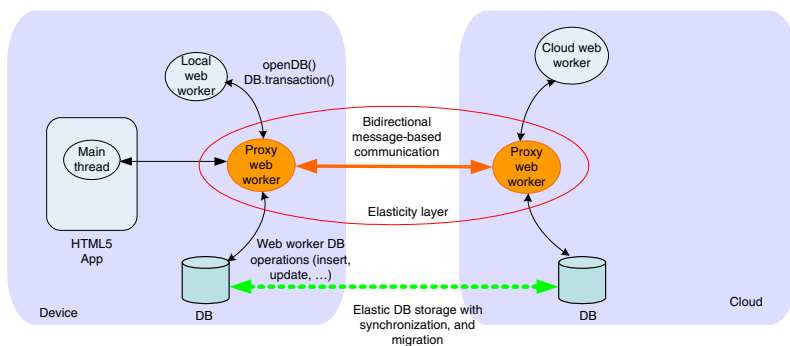 Local
web
worker
openDB()
DB.transaction()
Cloud web
worker
Bidirectional
message-based
communication
Main
thread
Proxy
web
worker
Proxy
web
worker
Elasticity layer
HTML5
App
Web worker DB
operations (insert,
update, …)
Device
DB
Elastic DB storage with
synchronization, and
migration
DB
Cloud